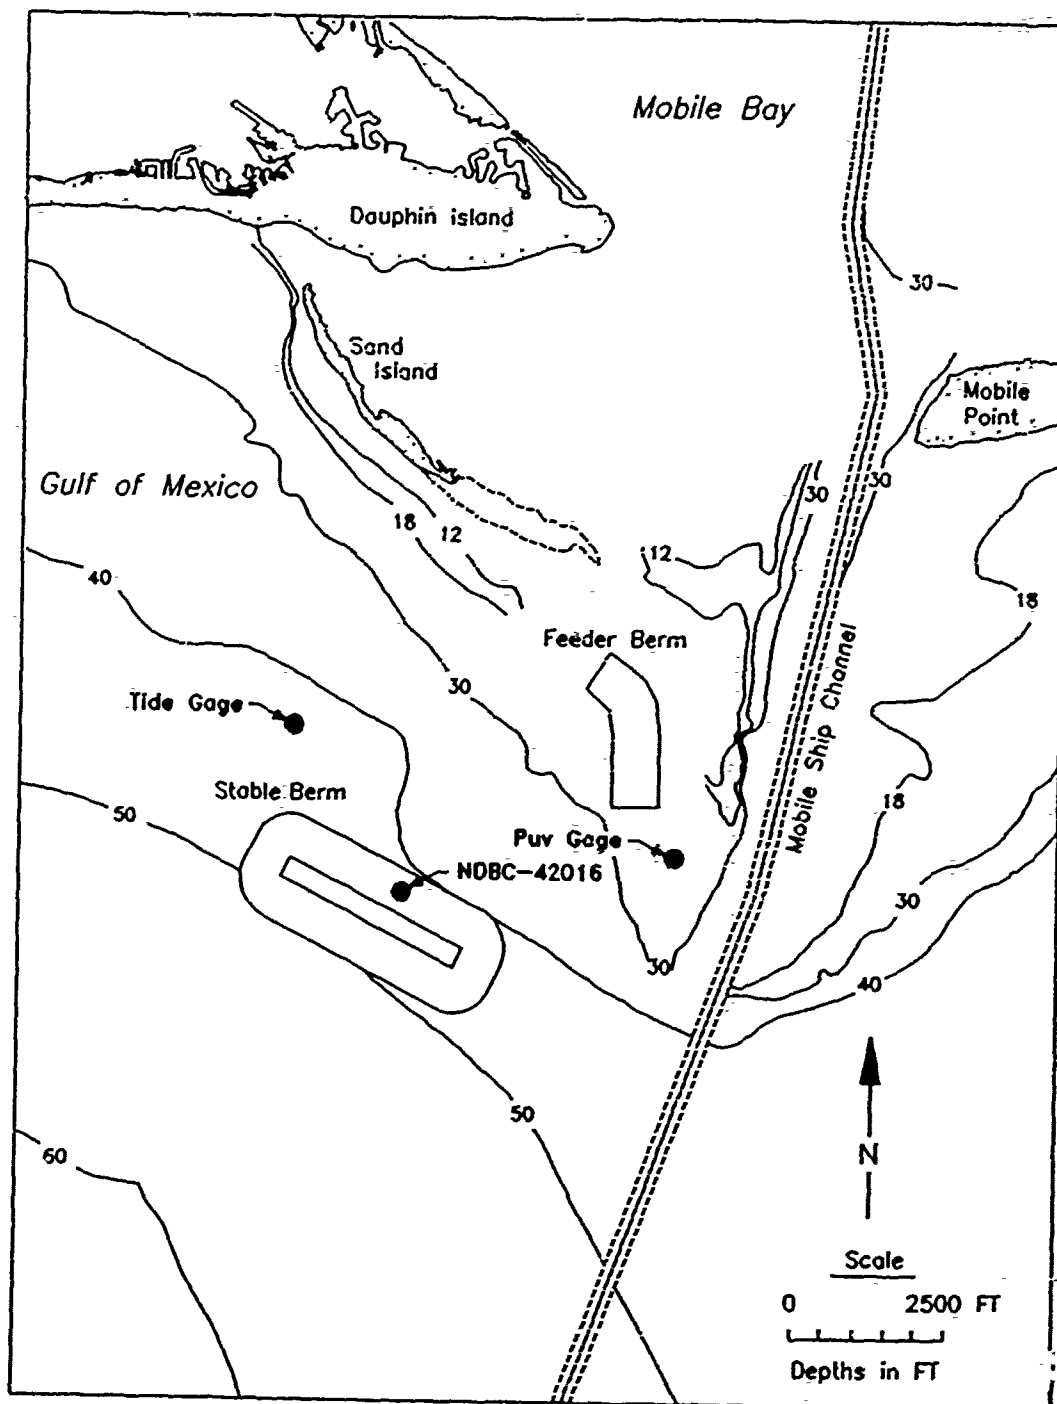 Mobile Bay
Dauphin island
30
Sand
Island
Mobile
Point
Gulf of Mexico
30
30
18
12
12
40
18
Feeder Berm
30
Tide Gage
Mobile Ship Channel
Stable Berm
50
18
Puv Gage
NDBC-42016
30
30
40
50
60
N
Scale
0 2500 FT
Depths in FT